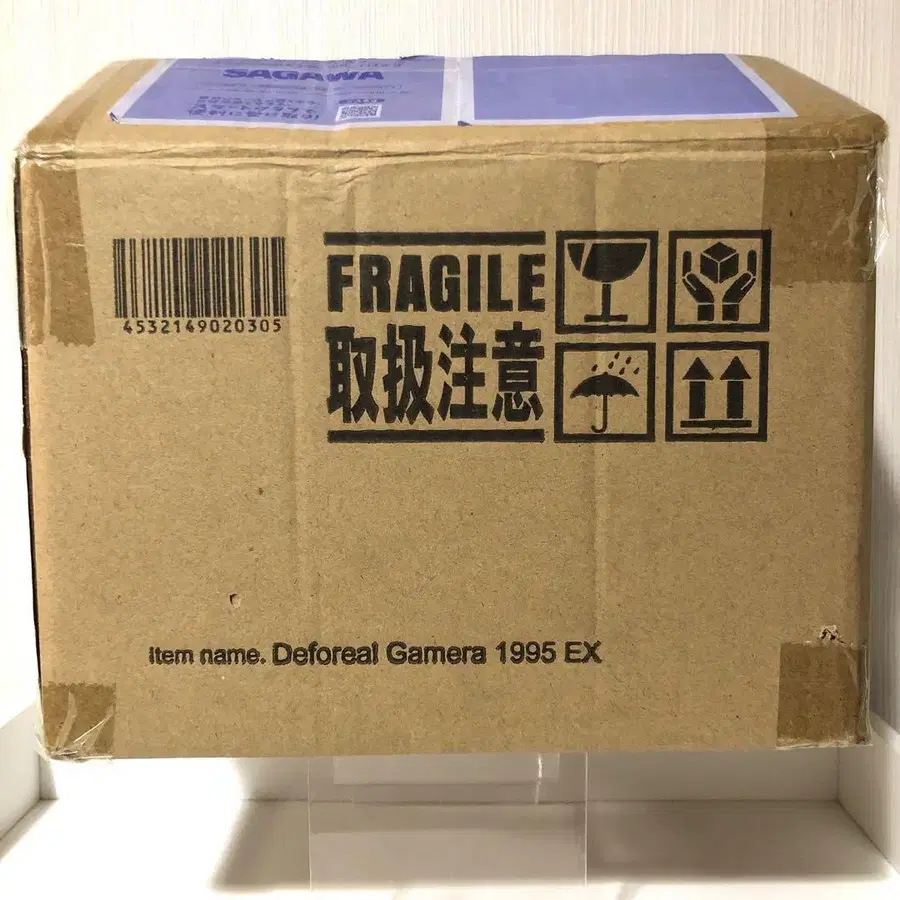 SAGAWA
4532149020305
FRAGILE
取扱注意
Item name. Deforeal Gamera 1995 EX